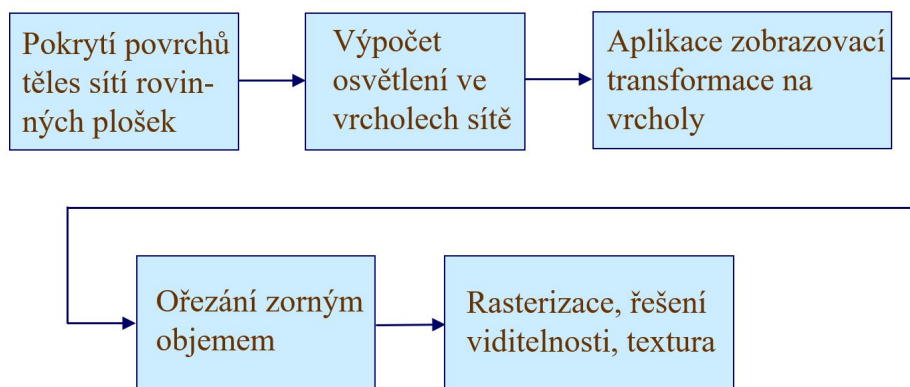 Pokrytí povrchů
těles sítí rovin-
ných plošek
Výpočet
osvětlení ve
vrcholech sítě
Aplikace zobrazovací
transformace na
vrcholy
Ořezání zorným
objemem
Rasterizace, řešení
viditelnosti, textura